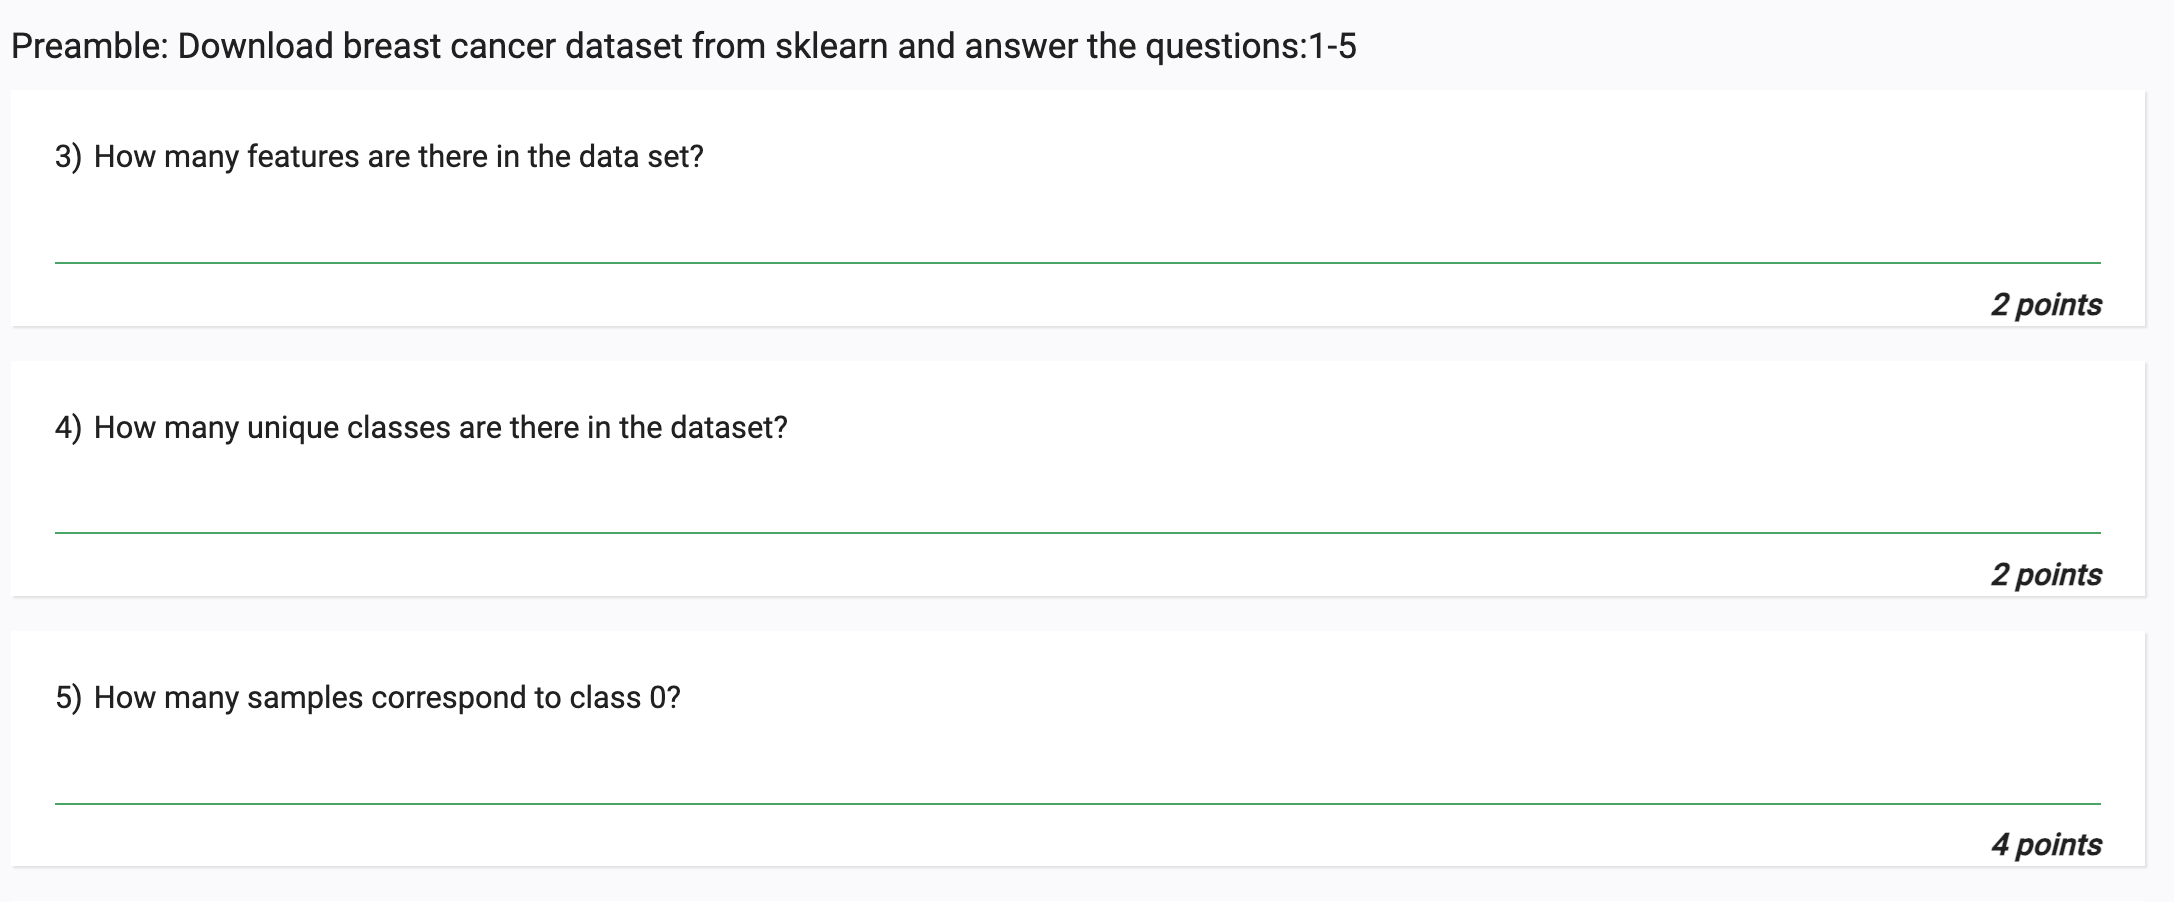 Preamble: Download breast cancer dataset from sklearn and answer the questions:1-5
3) How many features are there in the data set?
2 points
4) How many unique classes are there in the dataset?
2 points
5) How many samples correspond to class 0?
4 points